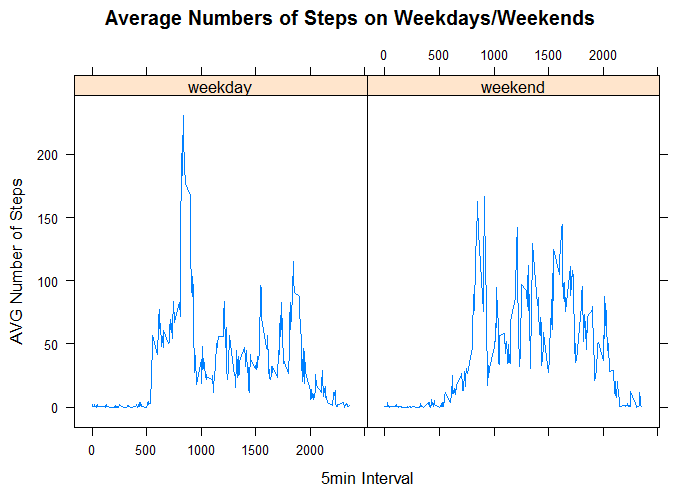 Average Numbers of Steps on Weekdays/Weekends
0 500 1000 1500 2000
weekday weekend
200
150
100
50
0
AVG Number of Steps
0 500 1000 1500 2000
5min Interval